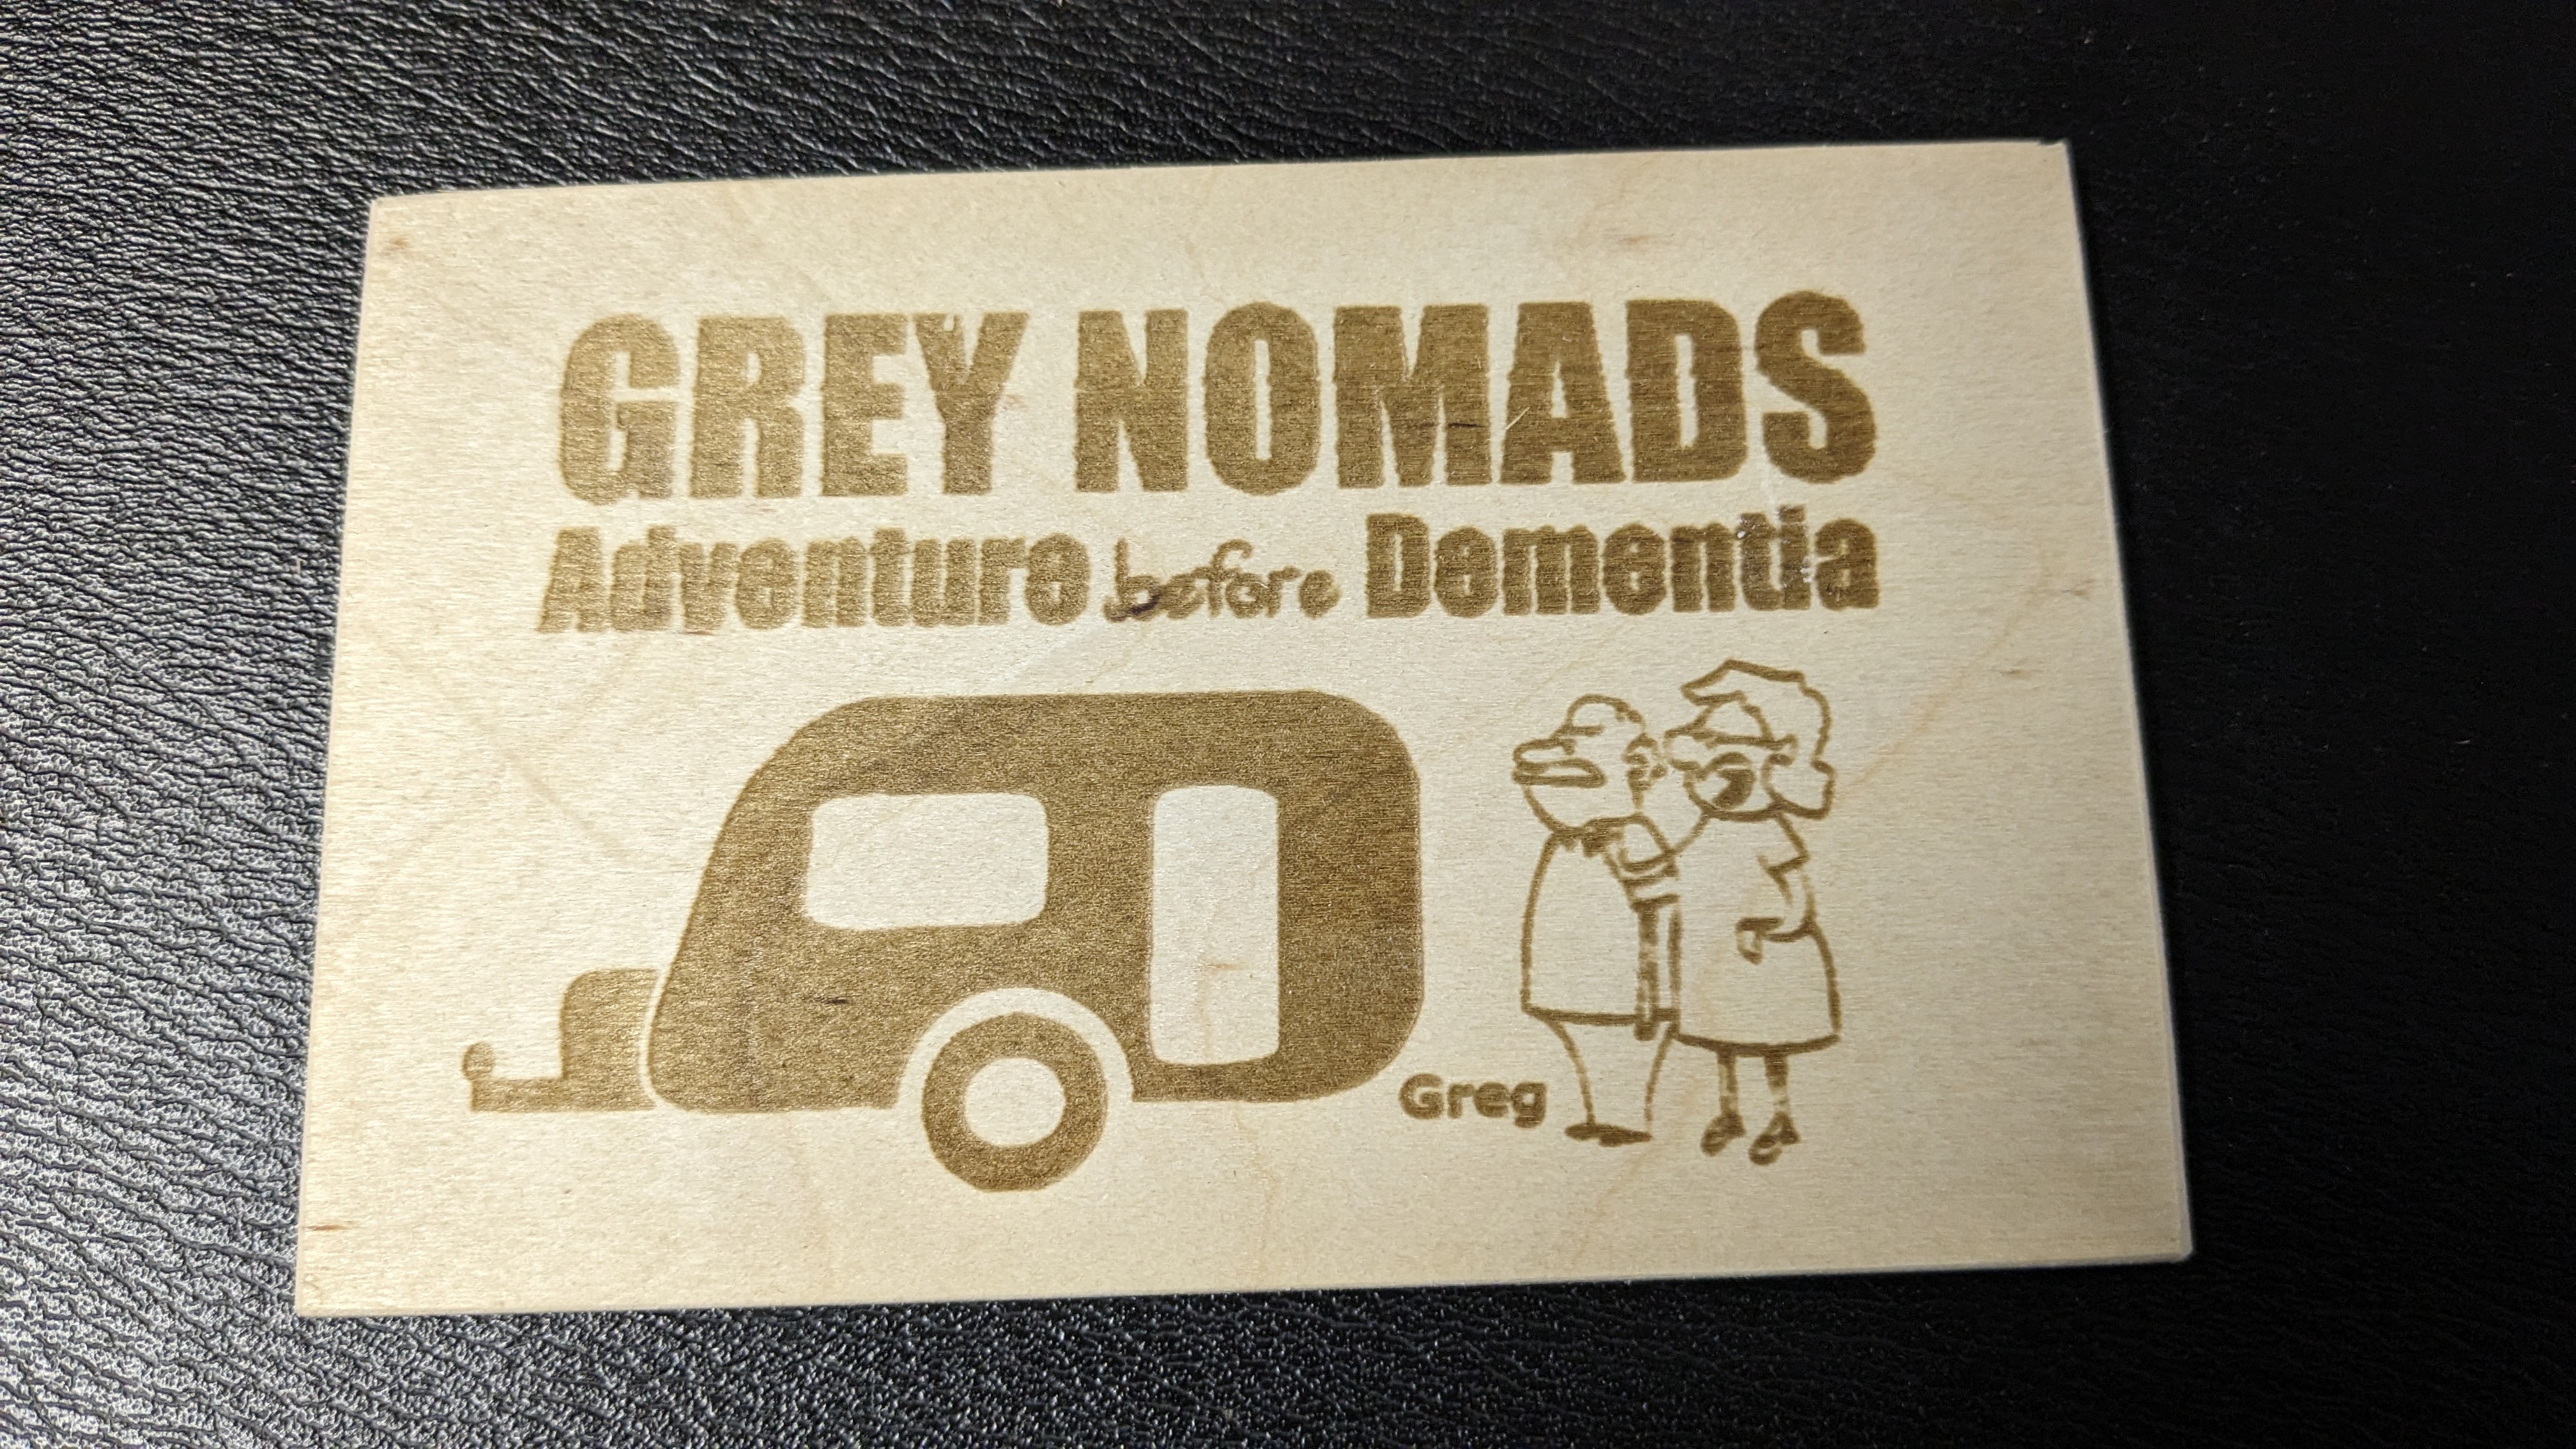 GREY NOMADS
Adventure before Dementia
Greg